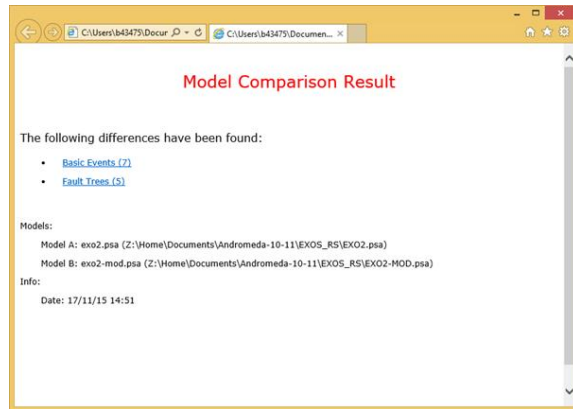 C:\Users\b43475\Docur
C:\Users\b43475\Documen...
Model Comparison Result
The following differences have been found:
• Basic Events (7)
• Fault Trees (5)
Models:
Model A: exo2.psa (Z:\Home\Documents\Andromeda-10-11\EXOS_RS\EXO2.psa)
Model B: exo2-mod.psa (Z:\Home\Documents\Andromeda-10-11\EXOS_RS\EXO2-MOD.psa)
Info:
Date: 17/11/15 14:51